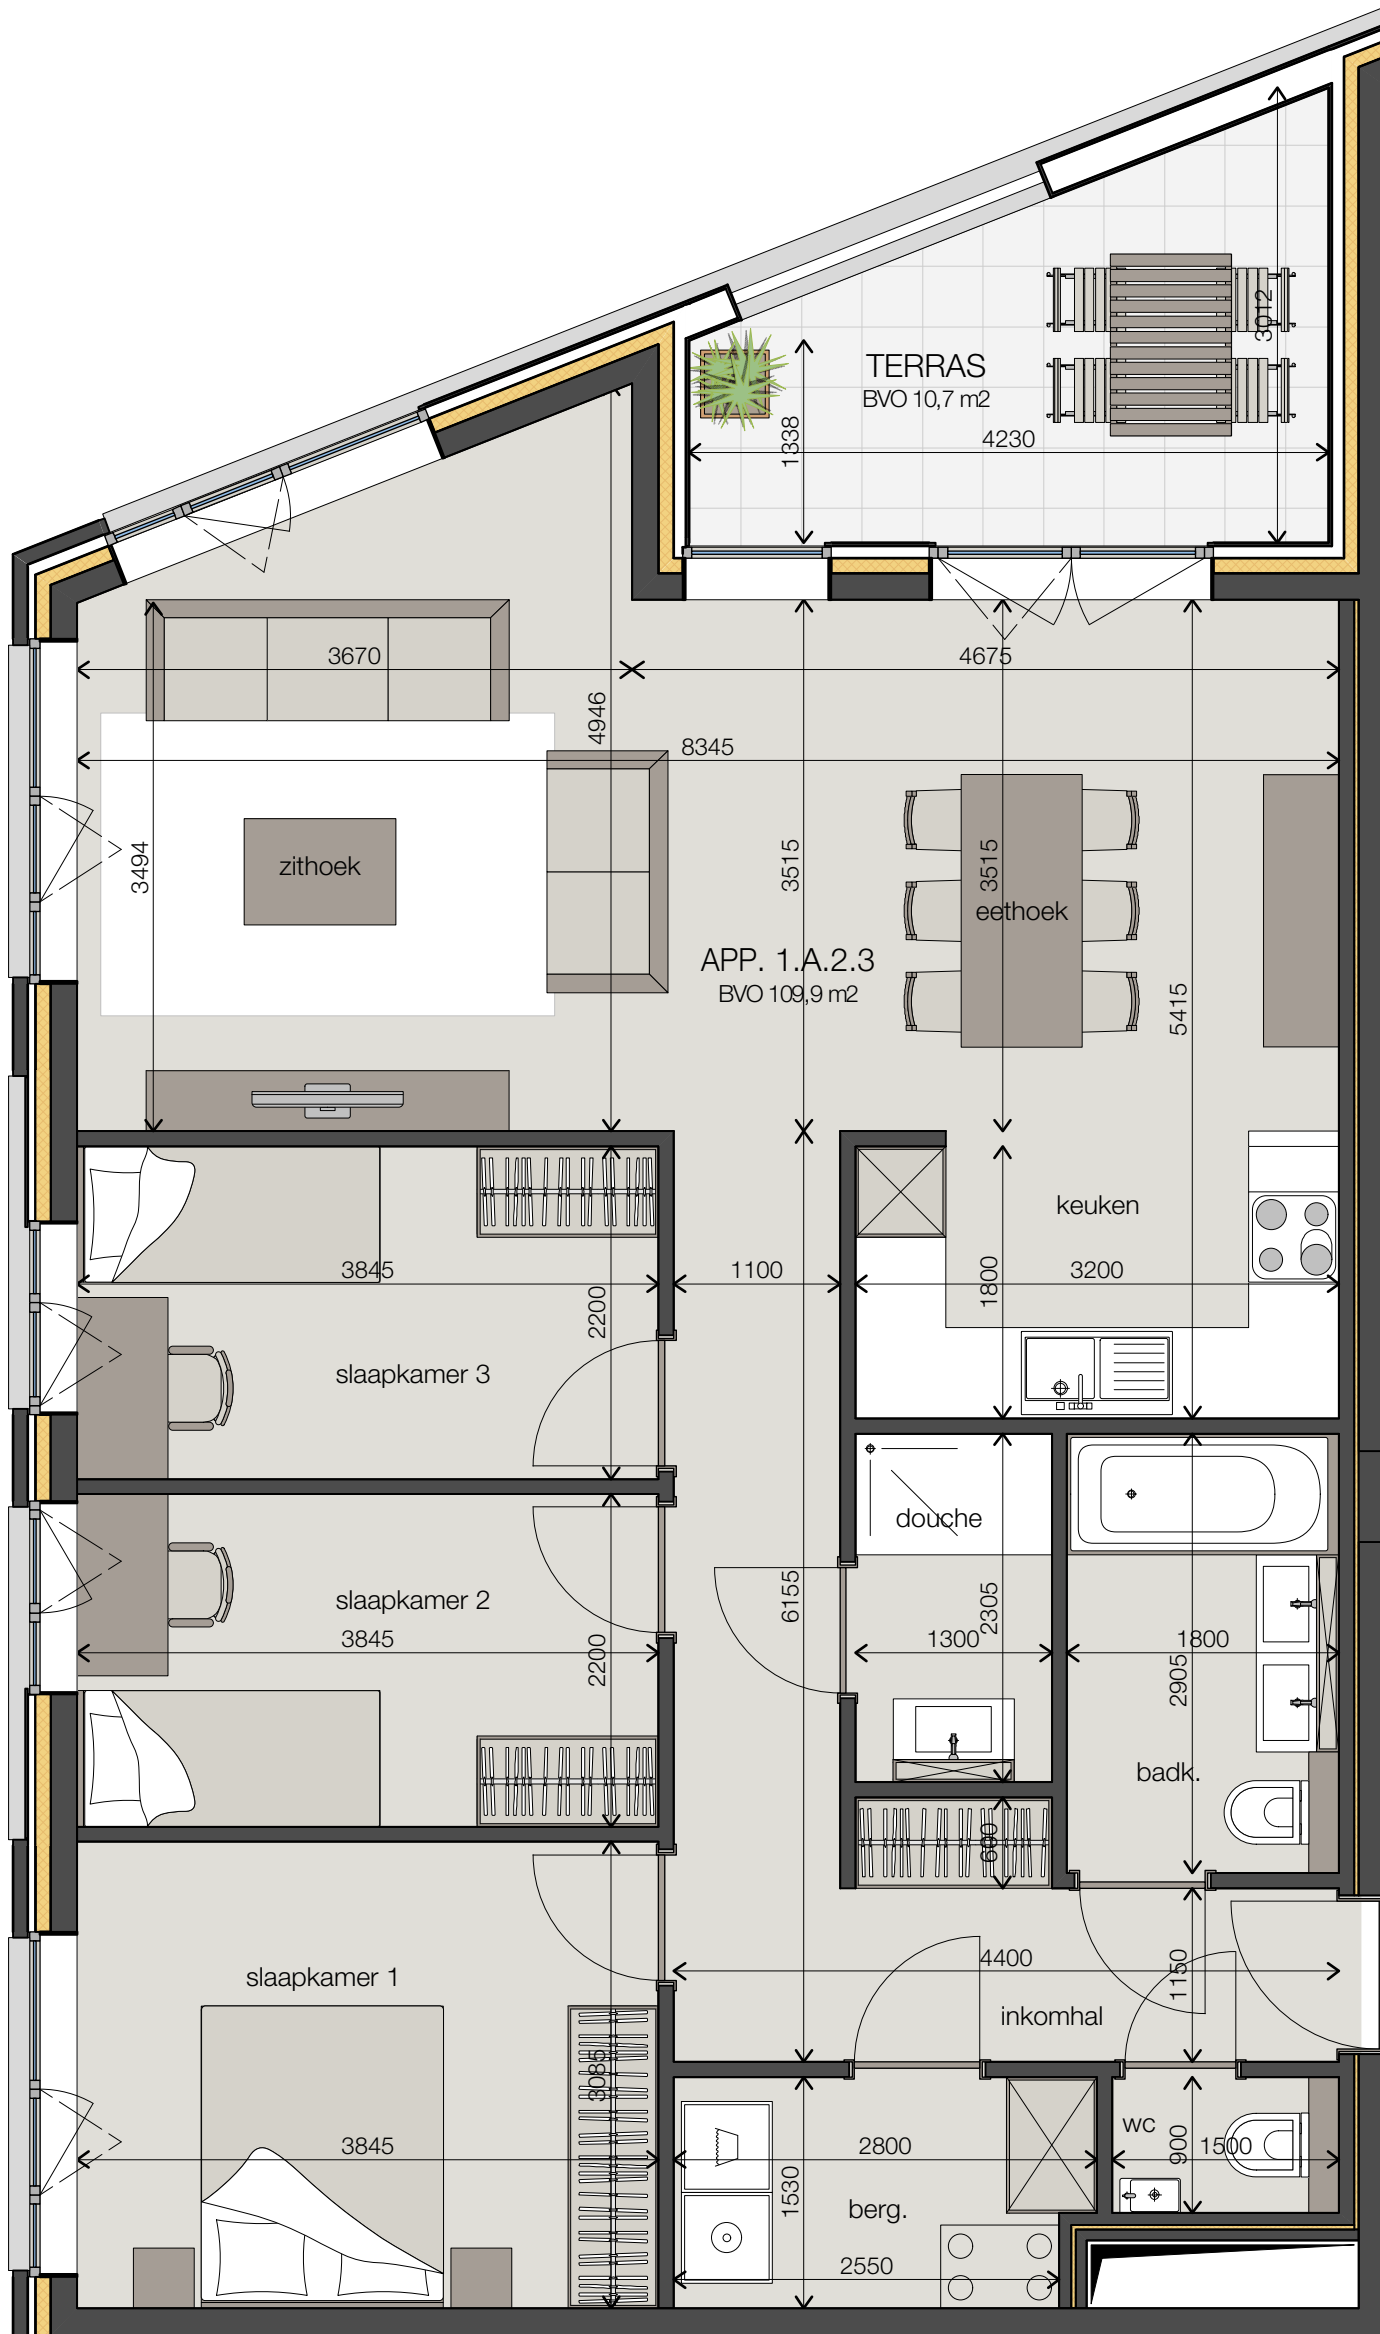 3012
TERRAS
BVO 10,7 m2
1338
4230
3670
4675
4946
8345
3494
zithoek
3515
3515
eethoek
APP. 1.A.2.3
BVO 109,9 m2
5415
keuken
3845
1100
1800
3200
2200
slaapkamer 3
douche
slaapkamer 2
6155
2305
3845
1300
1800
2200
2905
badk.
600
slaapkamer 1
4400
1150
inkomhal
3085
wc
3845
2800
900
1500
1530
berg.
2550